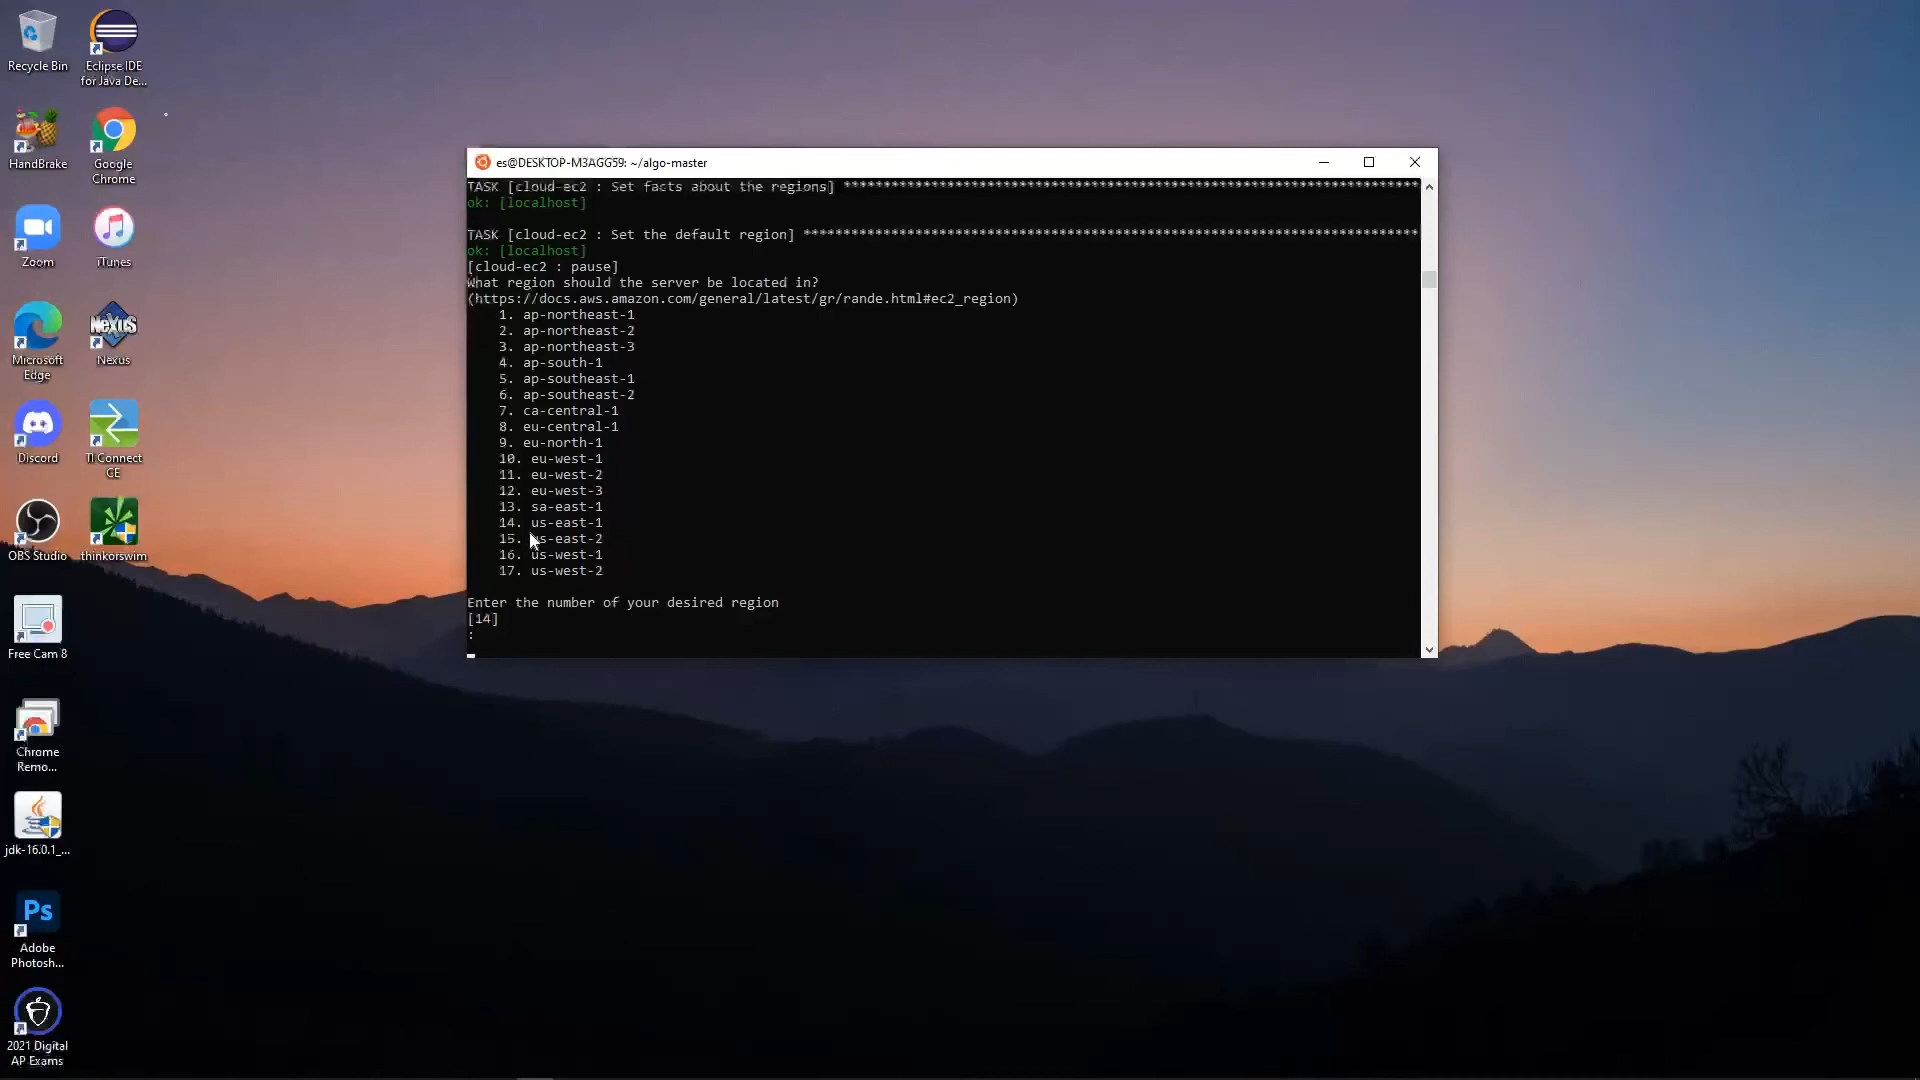 Recycle Bin
Eclipse IDE
for Java De...
HandBrake
Google
Chrome
Zoom
iTunes
Microsoft
Edge
NeXuS
Nexus
Discord
TI Connect
CE
OBS Studio
thinkorswim
Free Cam 8
Chrome
Remo...
jdk-16.0.1_...
Ps
Adobe
Photosh...
2021 Digital
AP Exams
es@DESKTOP-M3AGG59: ~/algo-master
TASK [cloud-ec2 : Set facts about the regions] ************************************************************************
ok: [localhost]
TASK [cloud-ec2 : Set the default region] *****************************************************************************
ok: [localhost]
[cloud-ec2 : pause]
What region should the server be located in?
(https://docs.aws.amazon.com/general/latest/gr/rande.html#ec2_region)
1. ap-northeast-1
2. ap-northeast-2
3. ap-northeast-3
4. ap-south-1
5. ap-southeast-1
6. ap-southeast-2
7. ca-central-1
8. eu-central-1
9. eu-north-1
10. eu-west-1
11. eu-west-2
12. eu-west-3
13. sa-east-1
14. us-east-1
15. us-east-2
16. us-west-1
17. us-west-2
Enter the number of your desired region
[14]
: